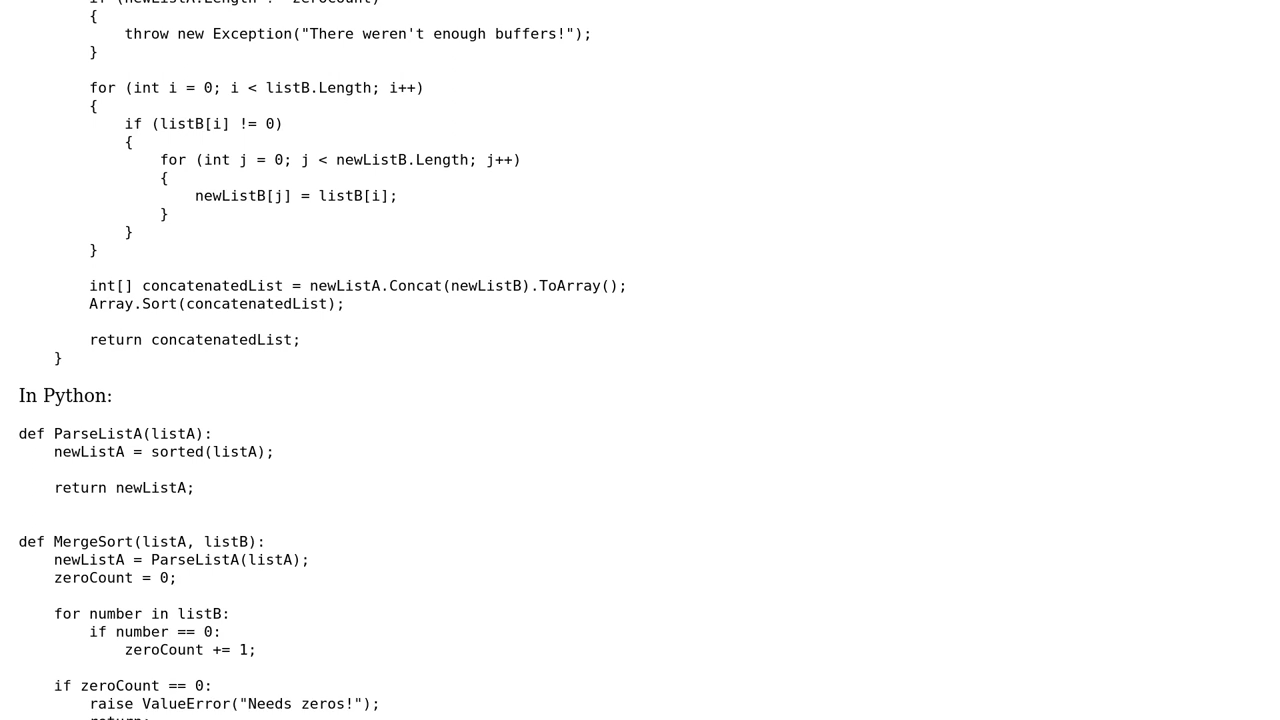 {
throw new Exception("There weren't enough buffers!");
}
for (int i = 0; i < listB.Length; i++)
{
if (listB[i] != 0)
{
for (int j = 0; j < newListB.Length; j++)
{
newListB[j] = listB[i];
}
}
}
int[] concatenatedList = newListA.Concat(newListB).ToArray();
Array.Sort(concatenatedList);
return concatenatedList;
}
In Python:
def ParseListA(listA):
newListA = sorted(listA);
return newListA;
def MergeSort(listA, listB):
newListA = ParseListA(listA);
zeroCount = 0;
for number in listB:
if number == 0:
zeroCount += 1;
if zeroCount == 0:
raise ValueError("Needs zeros!");